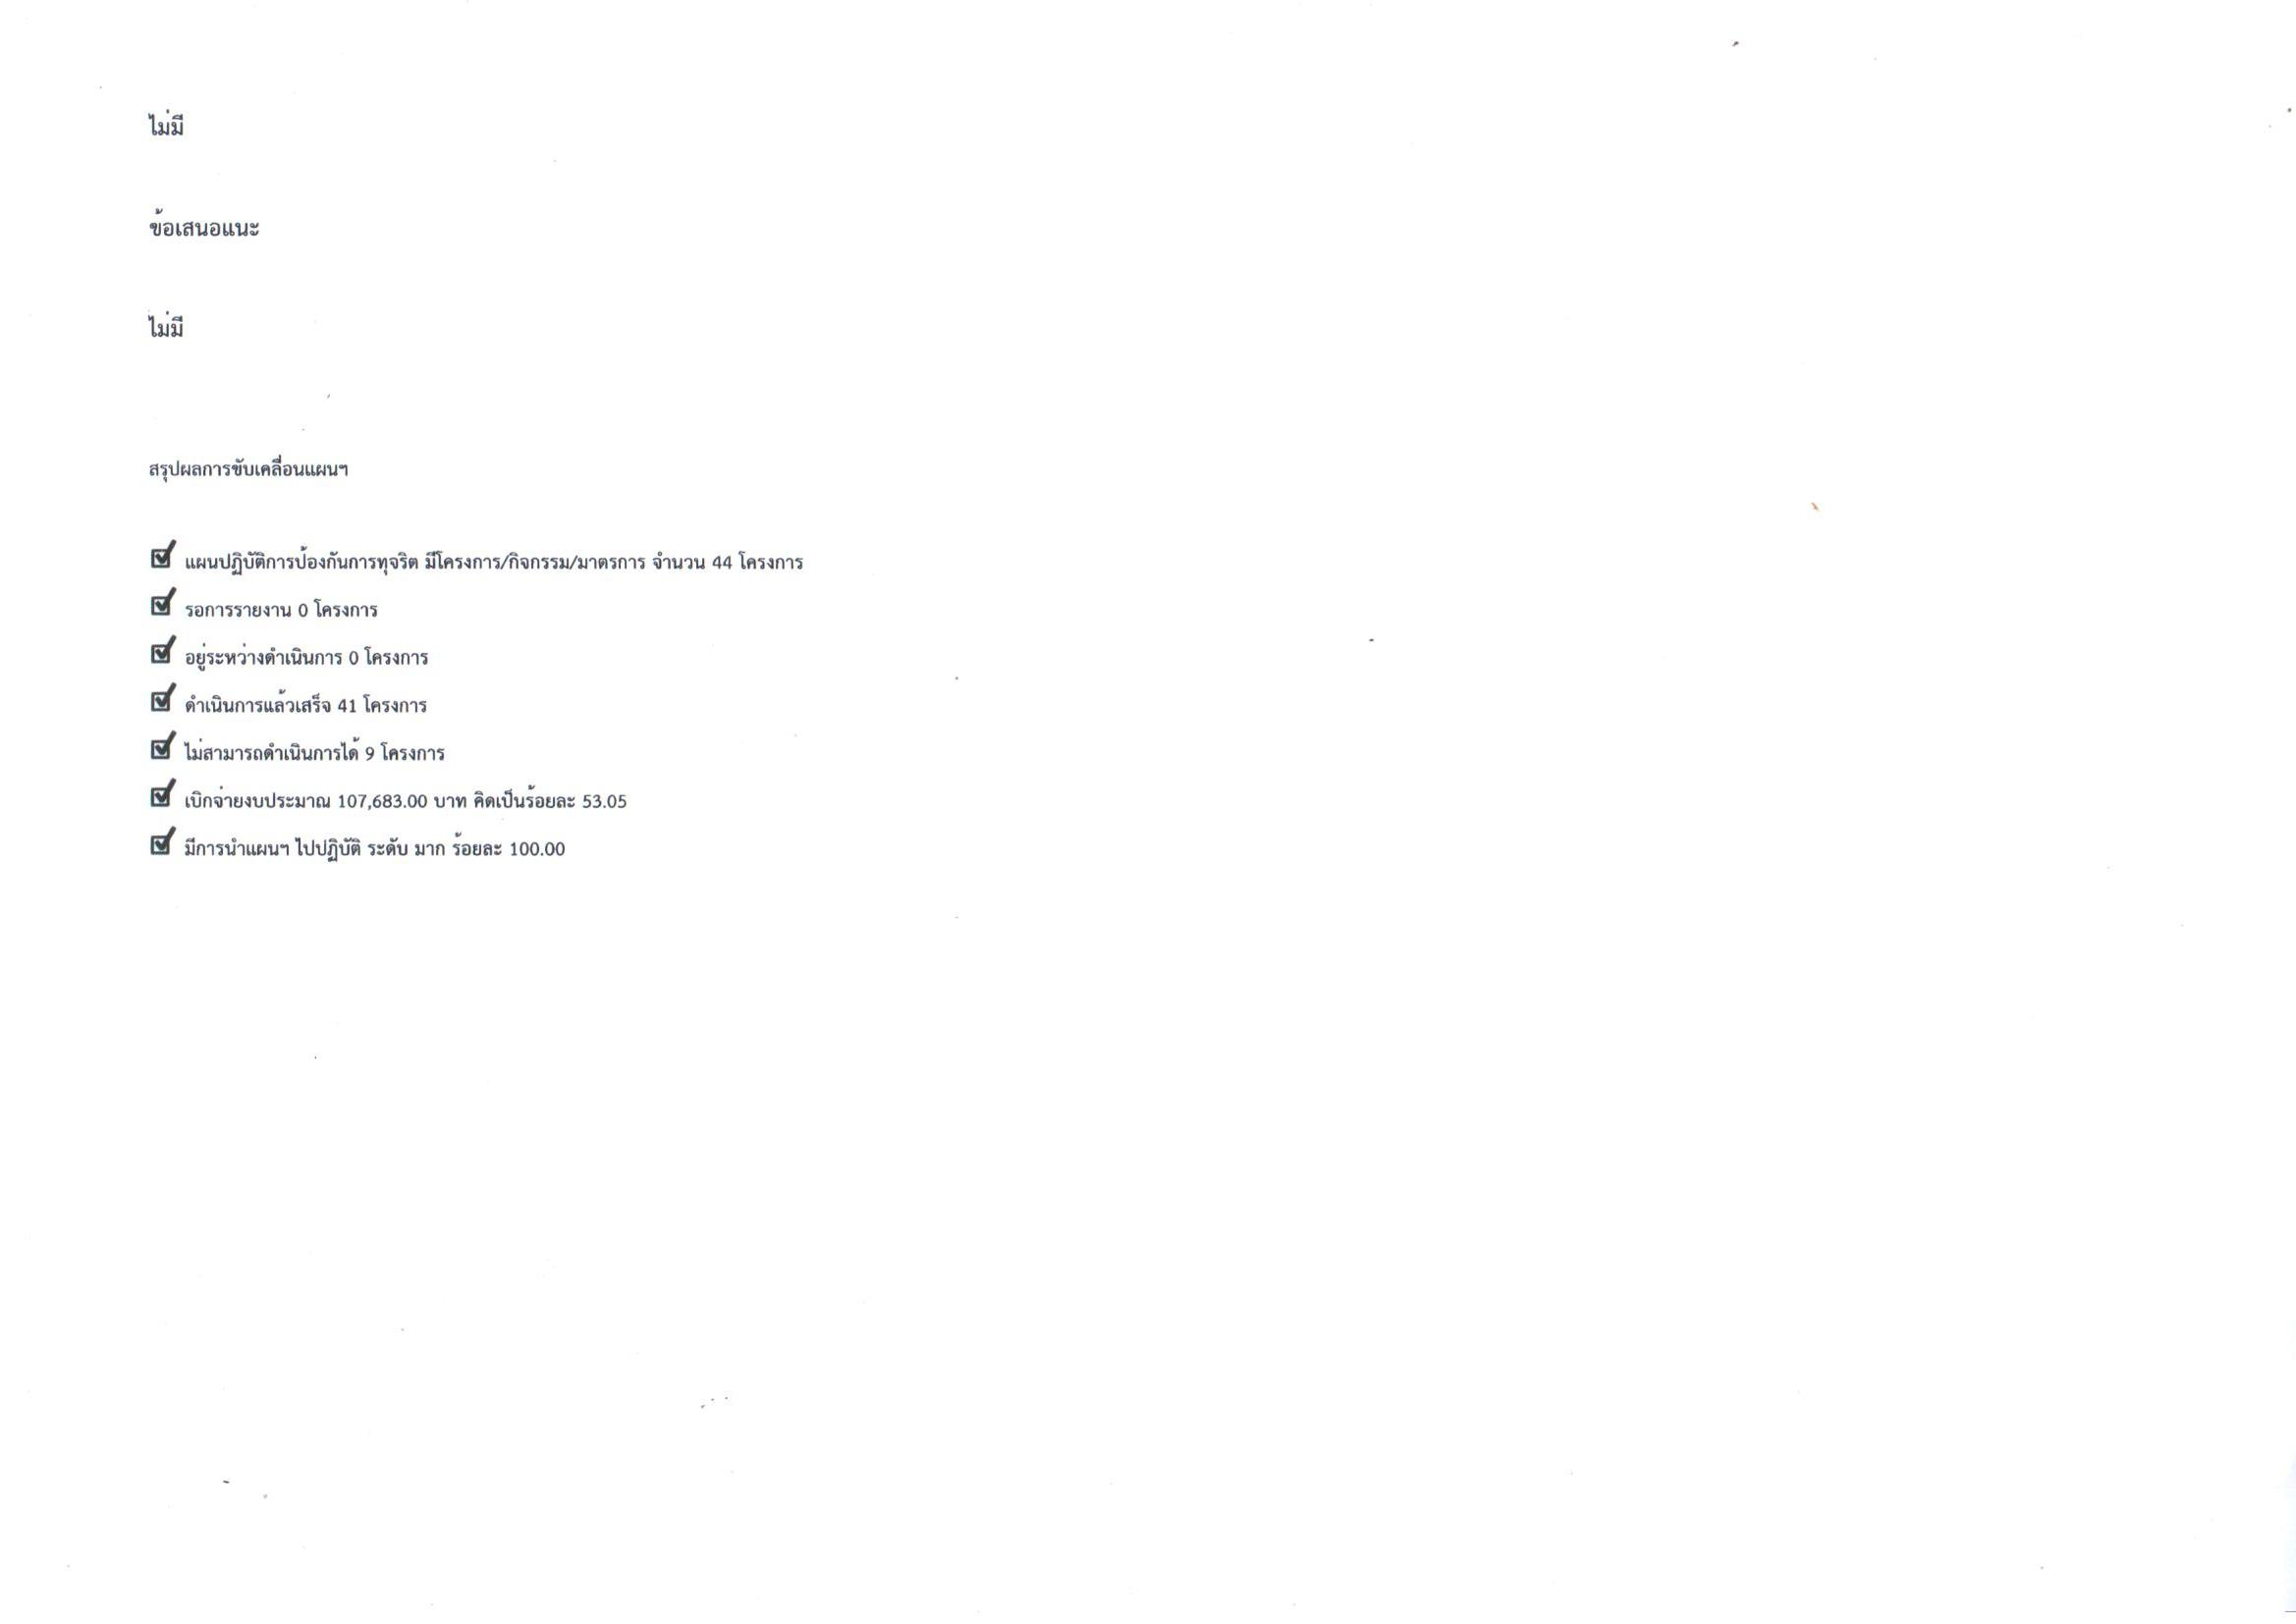 ไม่มี
ข้อเสนอแนะ
ไม่มี
สรุปผลการขับเคลื่อนแผนฯ
แผนปฏิบัติการป้องกันการทุจริต มีโครงการ/กิจกรรม/มาตรการ จำนวน 44 โครงการ
รอการรายงาน 0 โครงการ
อยู่ระหว่างดำเนินการ 0 โครงการ
ดำเนินการแล้วเสร็จ 41 โครงการ
ไม่สามารถดำเนินการได้ 9 โครงการ
เบิกจ่ายงบประมาณ 107,683.00 บาท คิดเป็นร้อยละ 53.05
มีการนำแผนฯ ไปปฏิบัติ ระดับ มาก ร้อยละ 100.00